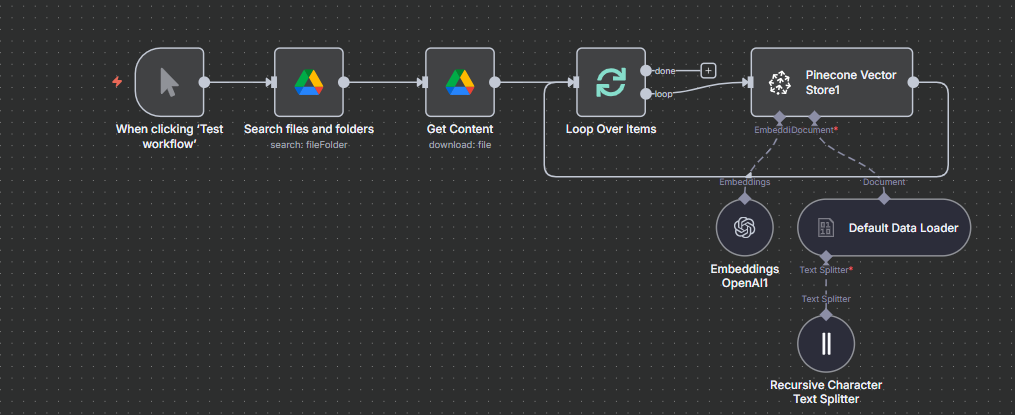 When clicking ‘Test
workflow’
Search files and folders
search: fileFolder
Get Content
download: file
Loop Over Items
done
loop
Pinecone Vector
Store1
Embeddi
Document*
Embeddings
Document
Embeddings
OpenAI1
Default Data Loader
Text Splitter*
Text Splitter
Recursive Character
Text Splitter